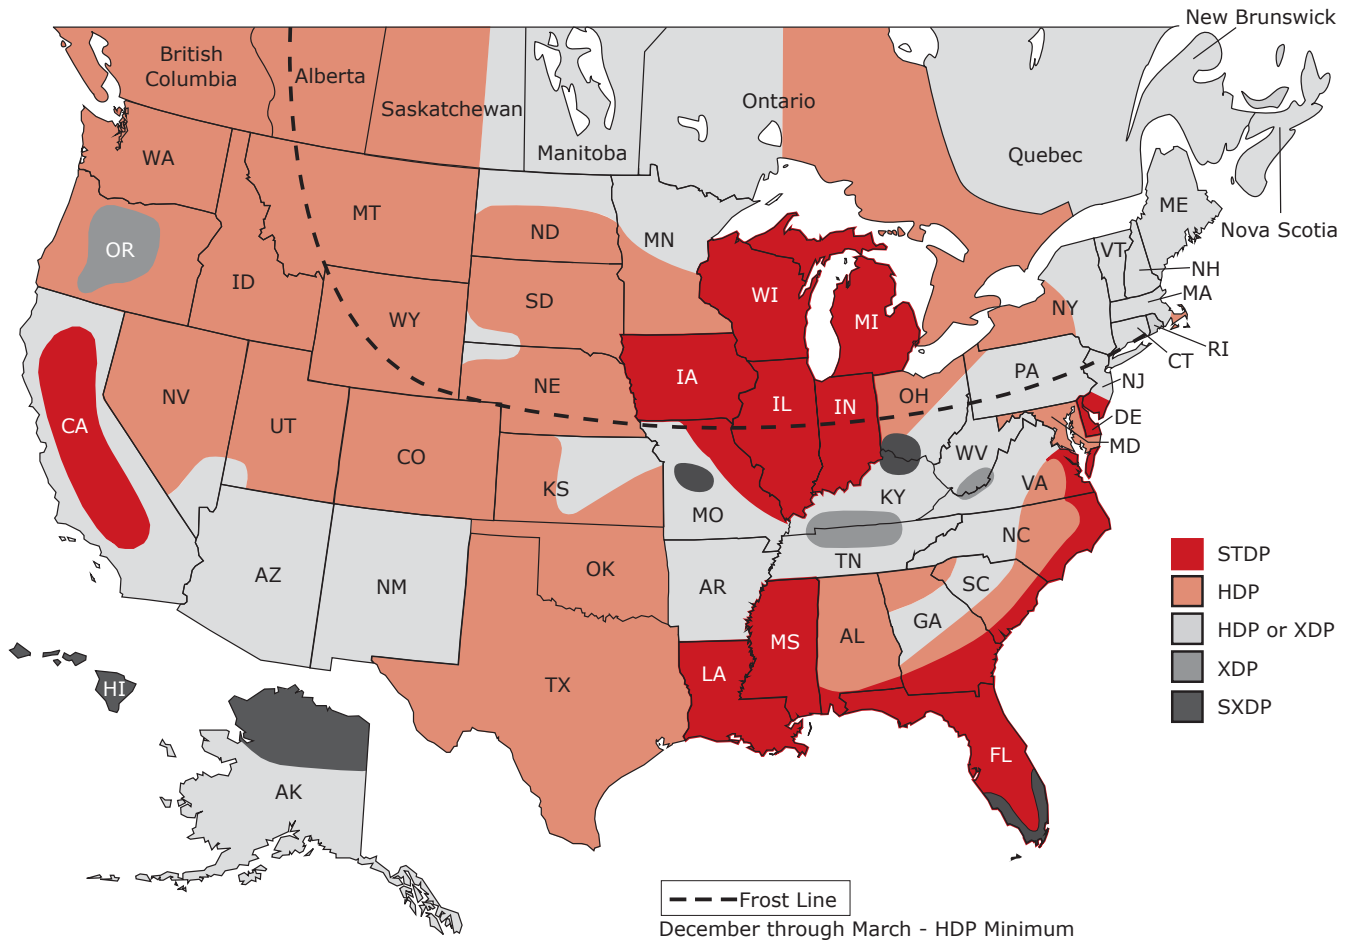 New Brunswick
British
Columbia
Alberta
Saskatchewan
Manitoba
Ontario
Quebec
Nova Scotia
WA
MT
ND
MN
ME
VT
NH
MA
OR
ID
WY
SD
WI
MI
NY
RI
CT
NV
UT
CO
NE
IA
IL
IN
OH
PA
NJ
DE
MD
CA
KS
MO
KY
WV
VA
AZ
NM
OK
AR
TN
NC
SC
TX
LA
MS
AL
GA
FL
HI
AK
STDP
HDP
HDP or XDP
XDP
SXDP
Frost Line
December through March - HDP Minimum